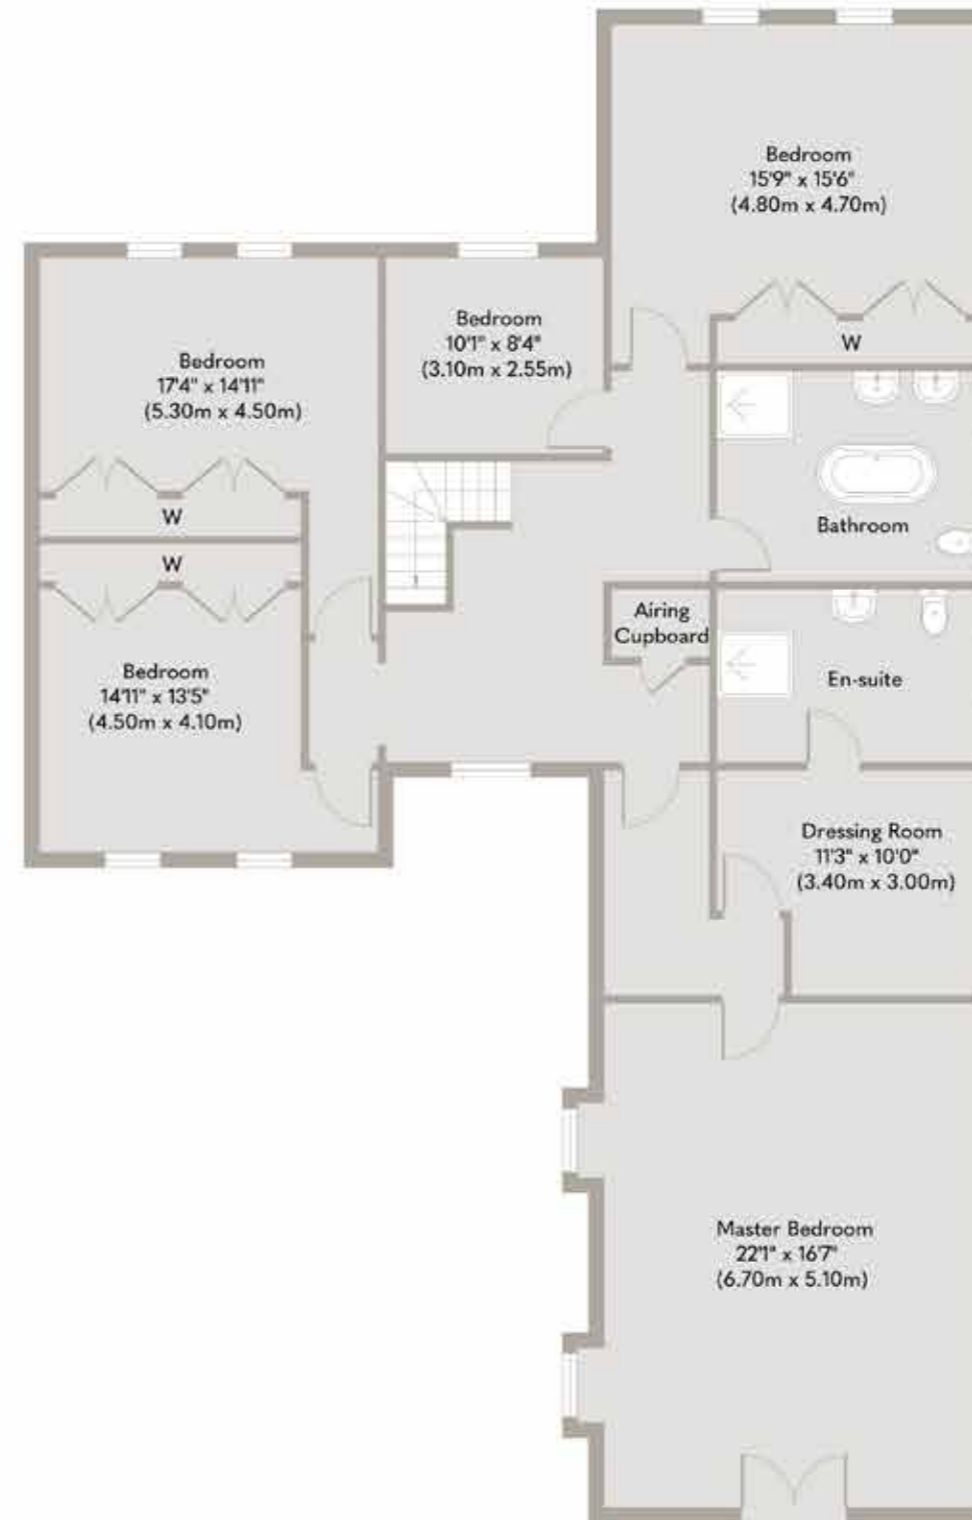 Bedroom
15'9" x 15'6"
(4.80m x 4.70m)
W
Bedroom
10'1" x 8'4"
(3.10m x 2.55m)
Bedroom
17'4" x 14'11"
(5.30m x 4.50m)
W
W
Bedroom
14'11" x 13'5"
(4.50m x 4.10m)
Bathroom
Airing
Cupboard
En-suite
Dressing Room
11'3" x 10'0"
(3.40m x 3.00m)
Master Bedroom
22'1" x 16'7"
(6.70m x 5.10m)